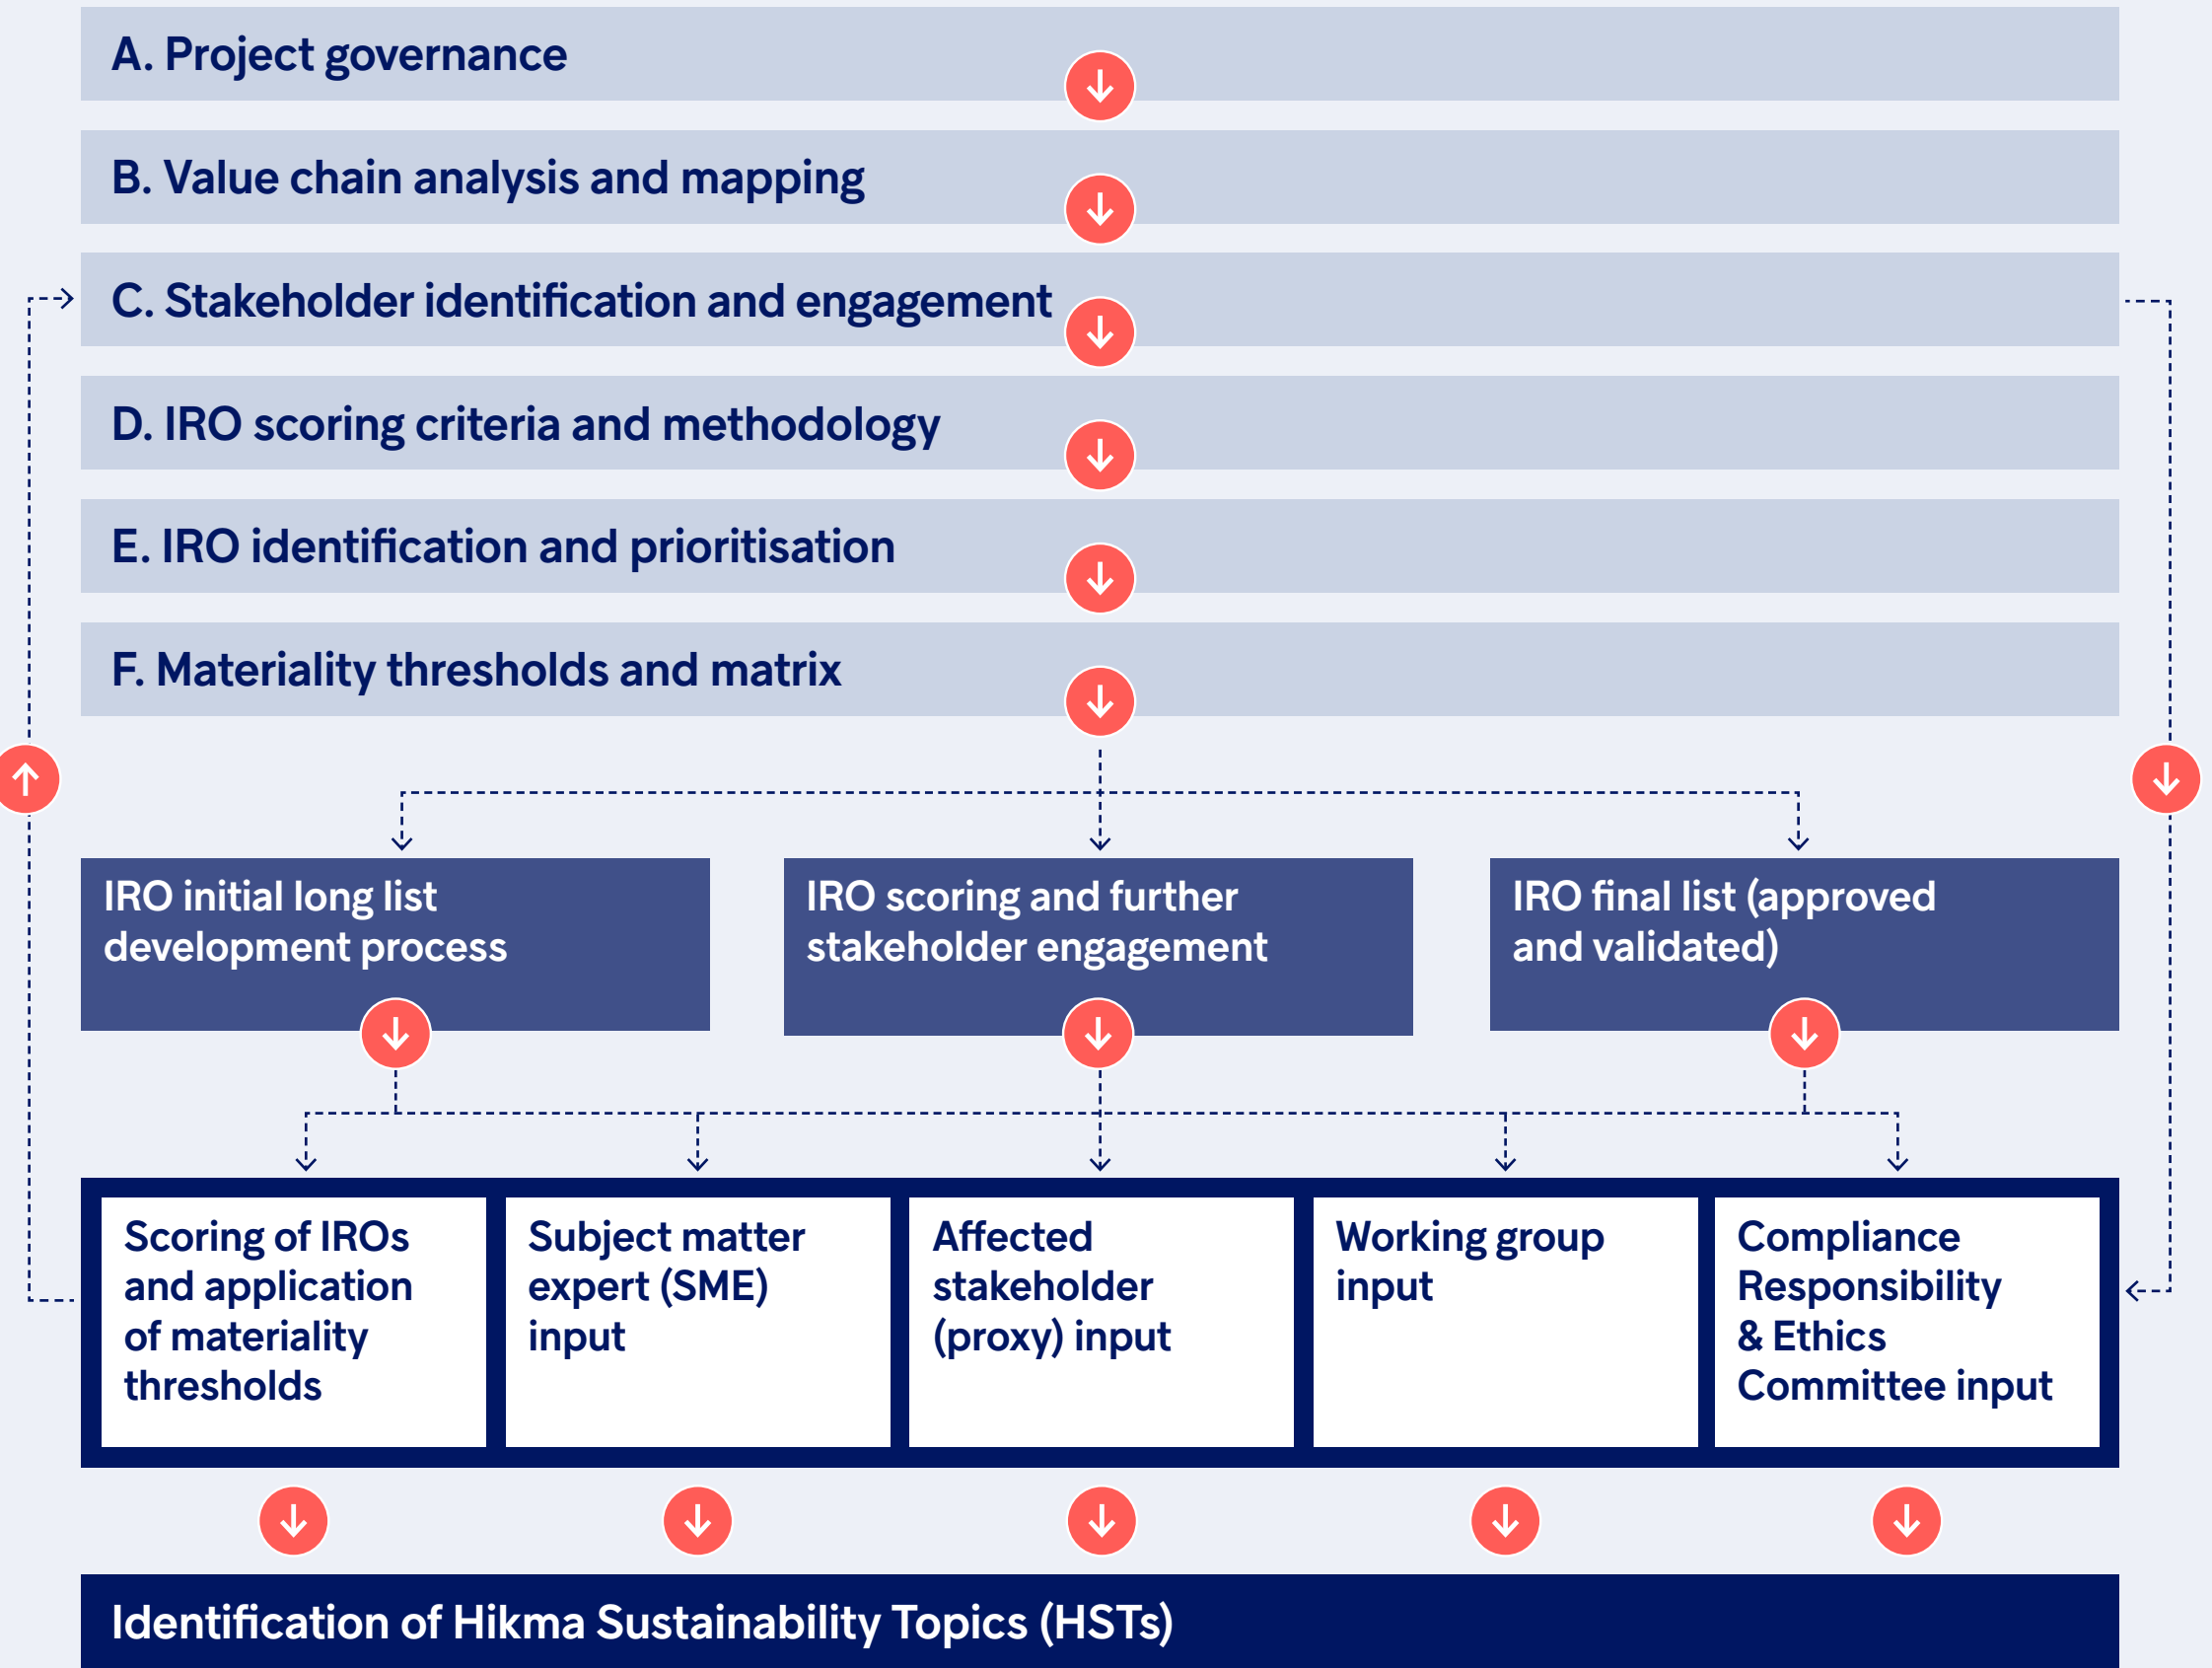 A. Project governance
B. Value chain analysis and mapping
C. Stakeholder identification and engagement
D. IRO scoring criteria and methodology
E. IRO identification and prioritisation
F. Materiality thresholds and matrix
IRO initial long list
development process
IRO scoring and further
stakeholder engagement
IRO final list (approved
and validated)
Scoring of IROs
and application
of materiality
thresholds
Subject matter
expert (SME)
input
Affected
stakeholder
(proxy) input
Working group
input
Compliance
Responsibility
& Ethics
Committee input
Identification of Hikma Sustainability Topics (HSTs)